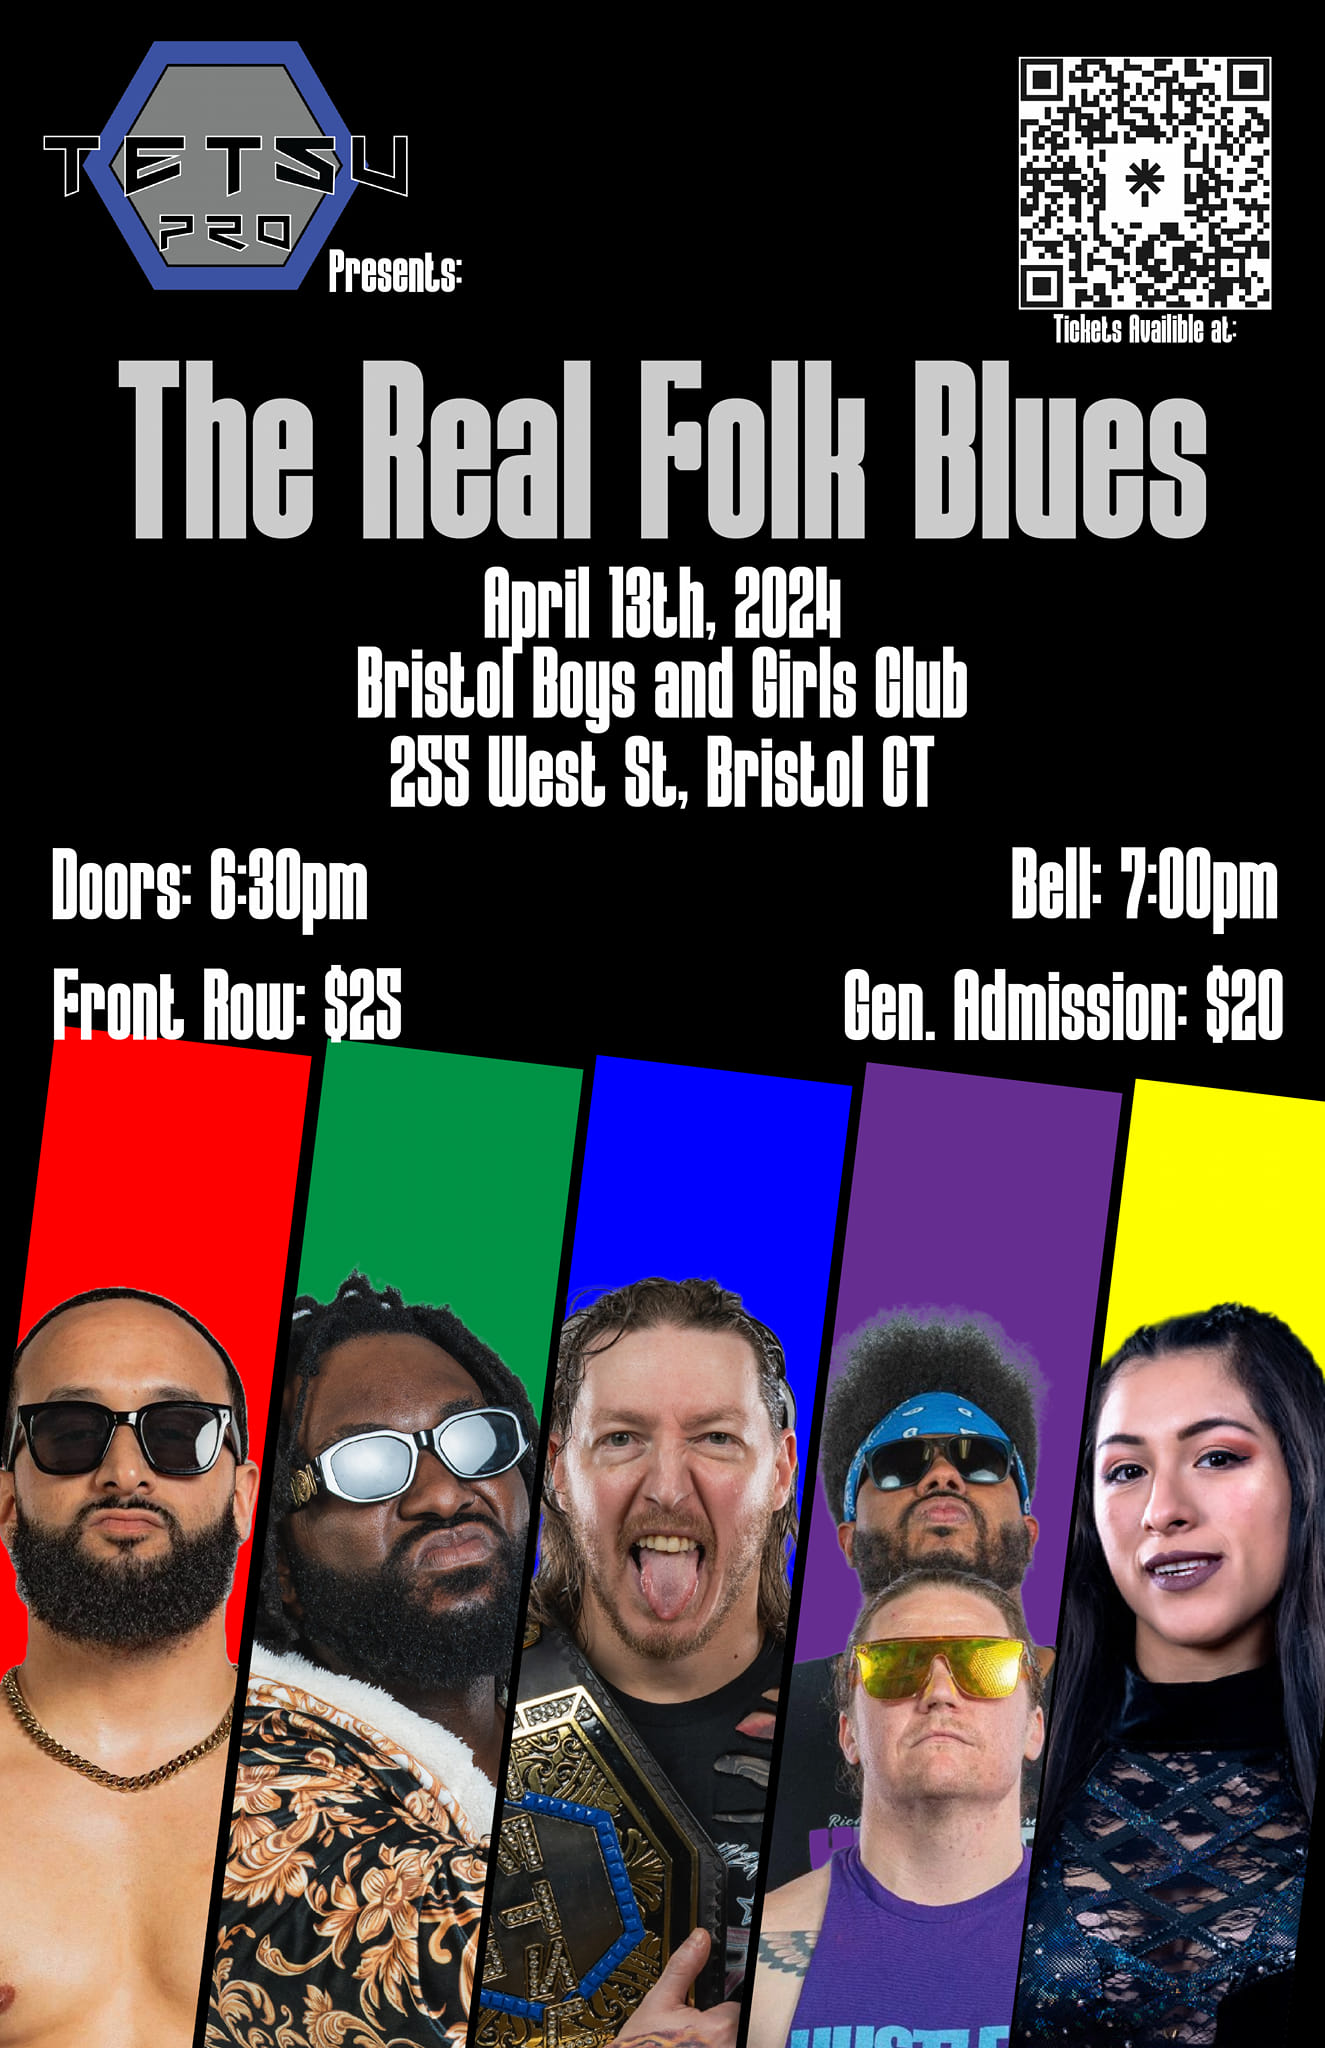 TETSU
PRO
Presents:
Tickets Availible at:
The Real Folk Blues
April 13th, 2024
Bristol Boys and Girls Club
255 West St, Bristol CT
Doors: 6:30pm
Bell: 7:00pm
Front Row: $25
Gen. Admission: $20
HUSTLE